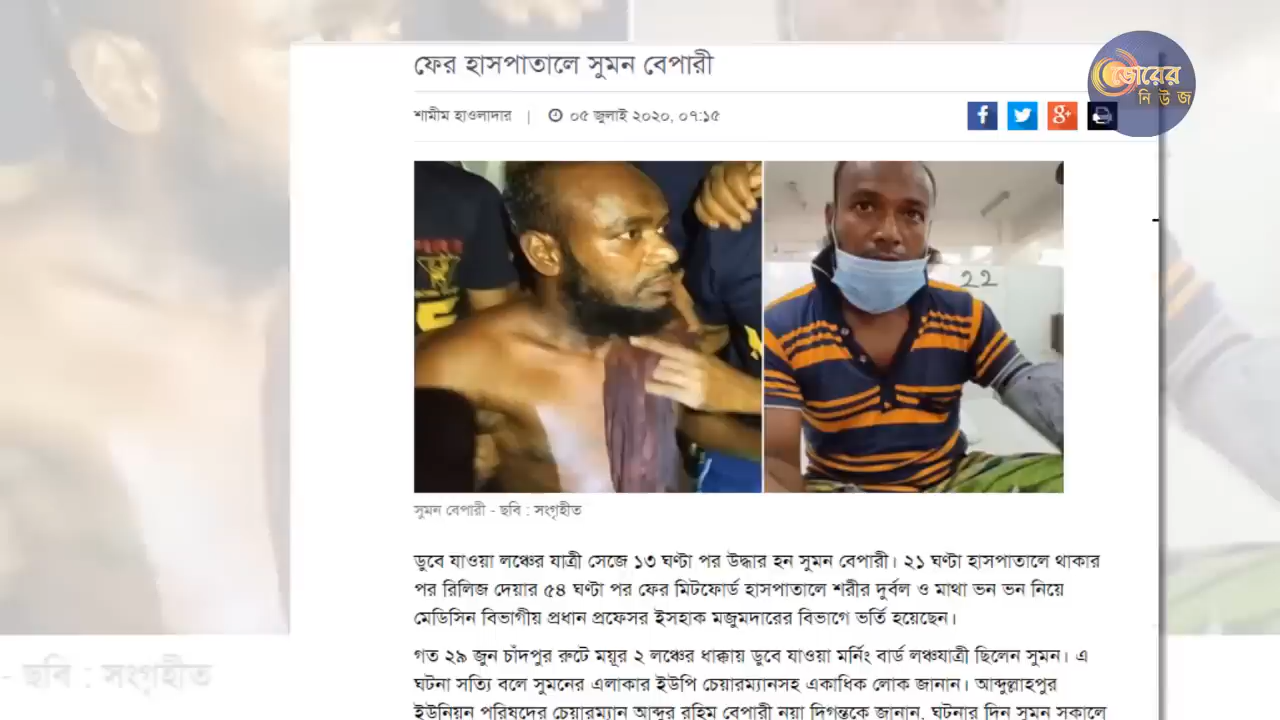 ফের হাসপাতালে সুমন বেপারী
ভোরের
নিউজ
শামীম হাওলাদার | ০৫ জুলাই ২০২০, ০৭:১৫
f g+
22
সুমন বেপারী - ছবি : সংগৃহীত
ডুবে যাওয়া লঞ্চের যাত্রী সেজে ১৩ ঘণ্টা পর উদ্ধার হন সুমন বেপারী। ২১ ঘণ্টা হাসপাতালে থাকার
পর রিলিজ দেয়ার ৫৪ ঘণ্টা পর ফের মিটফোর্ড হাসপাতালে শরীর দুর্বল ও মাথা ভন ভন নিয়ে
মেডিসিন বিভাগীয় প্রধান প্রফেসর ইসহাক মজুমদারের বিভাগে ভর্তি হয়েছেন।
গত ২৯ জুন চাঁদপুর রুটে ময়ূর ২ লঞ্চের ধাক্কায় ডুবে যাওয়া মর্নিং বার্ড লঞ্চযাত্রী ছিলেন সুমন। এ
ঘটনা সত্যি বলে সুমনের এলাকার ইউপি চেয়ারম্যানসহ একাধিক লোক জানান। আব্দুল্লাহপুর
ইউনিয়ন পরিষদের চেয়ারম্যান আব্দুর রহিম বেপারী নয়া দিগন্তকে জানান, ঘটনার দিন সুমন সকালে
- ছবি : সংগৃহীত